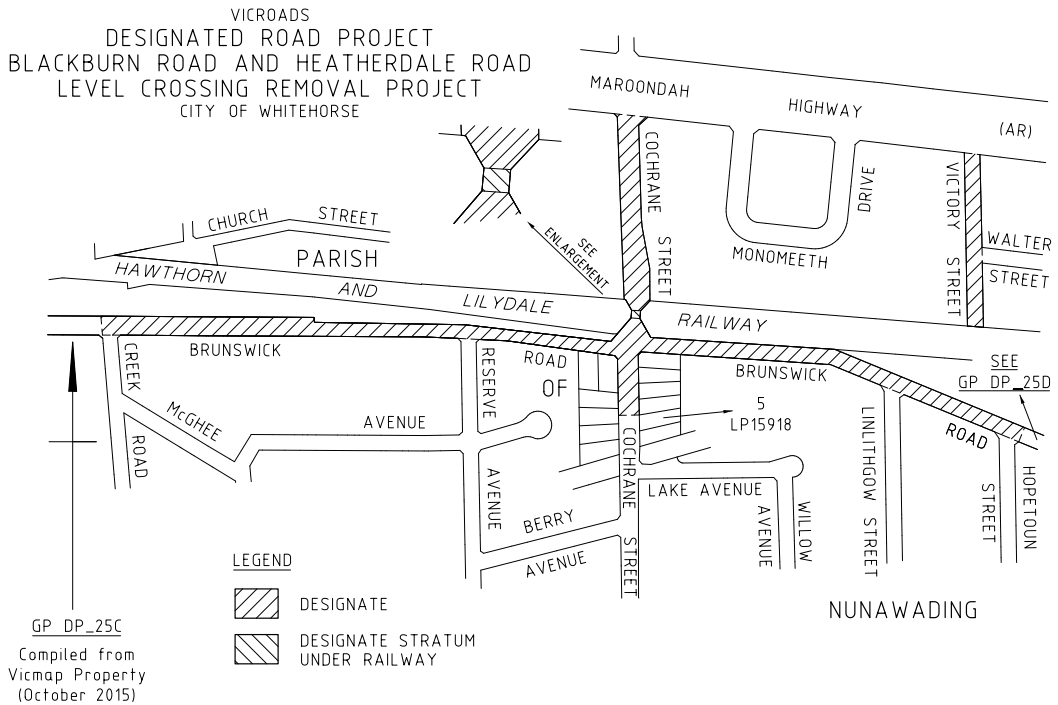 VICROADS
DESIGNATED ROAD PROJECT
BLACKBURN ROAD AND HEATHERDALE ROAD
LEVEL CROSSING REMOVAL PROJECT
CITY OF WHITEHORSE
MAROONDAH
HIGHWAY
(AR)
COCHRANE
STREET
DRIVE
MONOMEETH
VICTORY
STREET
WALTER
STREET
SEE
ENLARGEMENT
CHURCH
STREET
PARISH
HAWTHORN
AND
LILYDALE
RAILWAY
BRUNSWICK
ROAD
OF
BRUNSWICK
ROAD
SEE
GP DP_25D
CREEK
ROAD
McGHEE
AVENUE
RESERVE
AVENUE
5
LP15918
COCHRANE
STREET
LAKE AVENUE
WILLOW
AVENUE
LINLITHGOW STREET
HOPETOUN
STREET
BERRY
AVENUE
NUNAWADING
LEGEND
DESIGNATE
DESIGNATE STRATUM
UNDER RAILWAY
GP DP_25C
Compiled from
Vicmap Property
(October 2015)